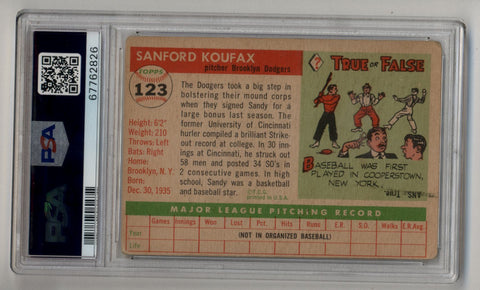 67762826
PSA
PSA
SANFORD KOUFAX
pitcher Brooklyn Dodgers
TOPPS
123
Height: 6'2"
Weight: 210
Throws: Left
Bats: Right
Home:
Brooklyn, N.Y.
Born:
Dec. 30, 1935
The Dodgers took a big step in
bolstering their mound corps
when they signed Sandy for a
large bonus last season. The
former University of Cincinnati
hurler compiled a brilliant Strike-
out record at college. In 30 inn-
ings at Cincinnati, he struck out
58 men and posted 34 SO's in
2 consecutive games. In high
school, Sandy was a basketball
and baseball star.
© T.C.G. PRINTED IN U.S.A.
?
TRUE OR FALSE
BASEBALL WAS FIRST
PLAYED IN COOPERSTOWN,
NEW YORK.
ANS: True
MAJOR LEAGUE PITCHING RECORD
Games Innings Won Lost Pct. Hits Runs E.R. S.O. Walks E.R.Avg.
Year
Life
(NOT IN ORGANIZED BASEBALL)